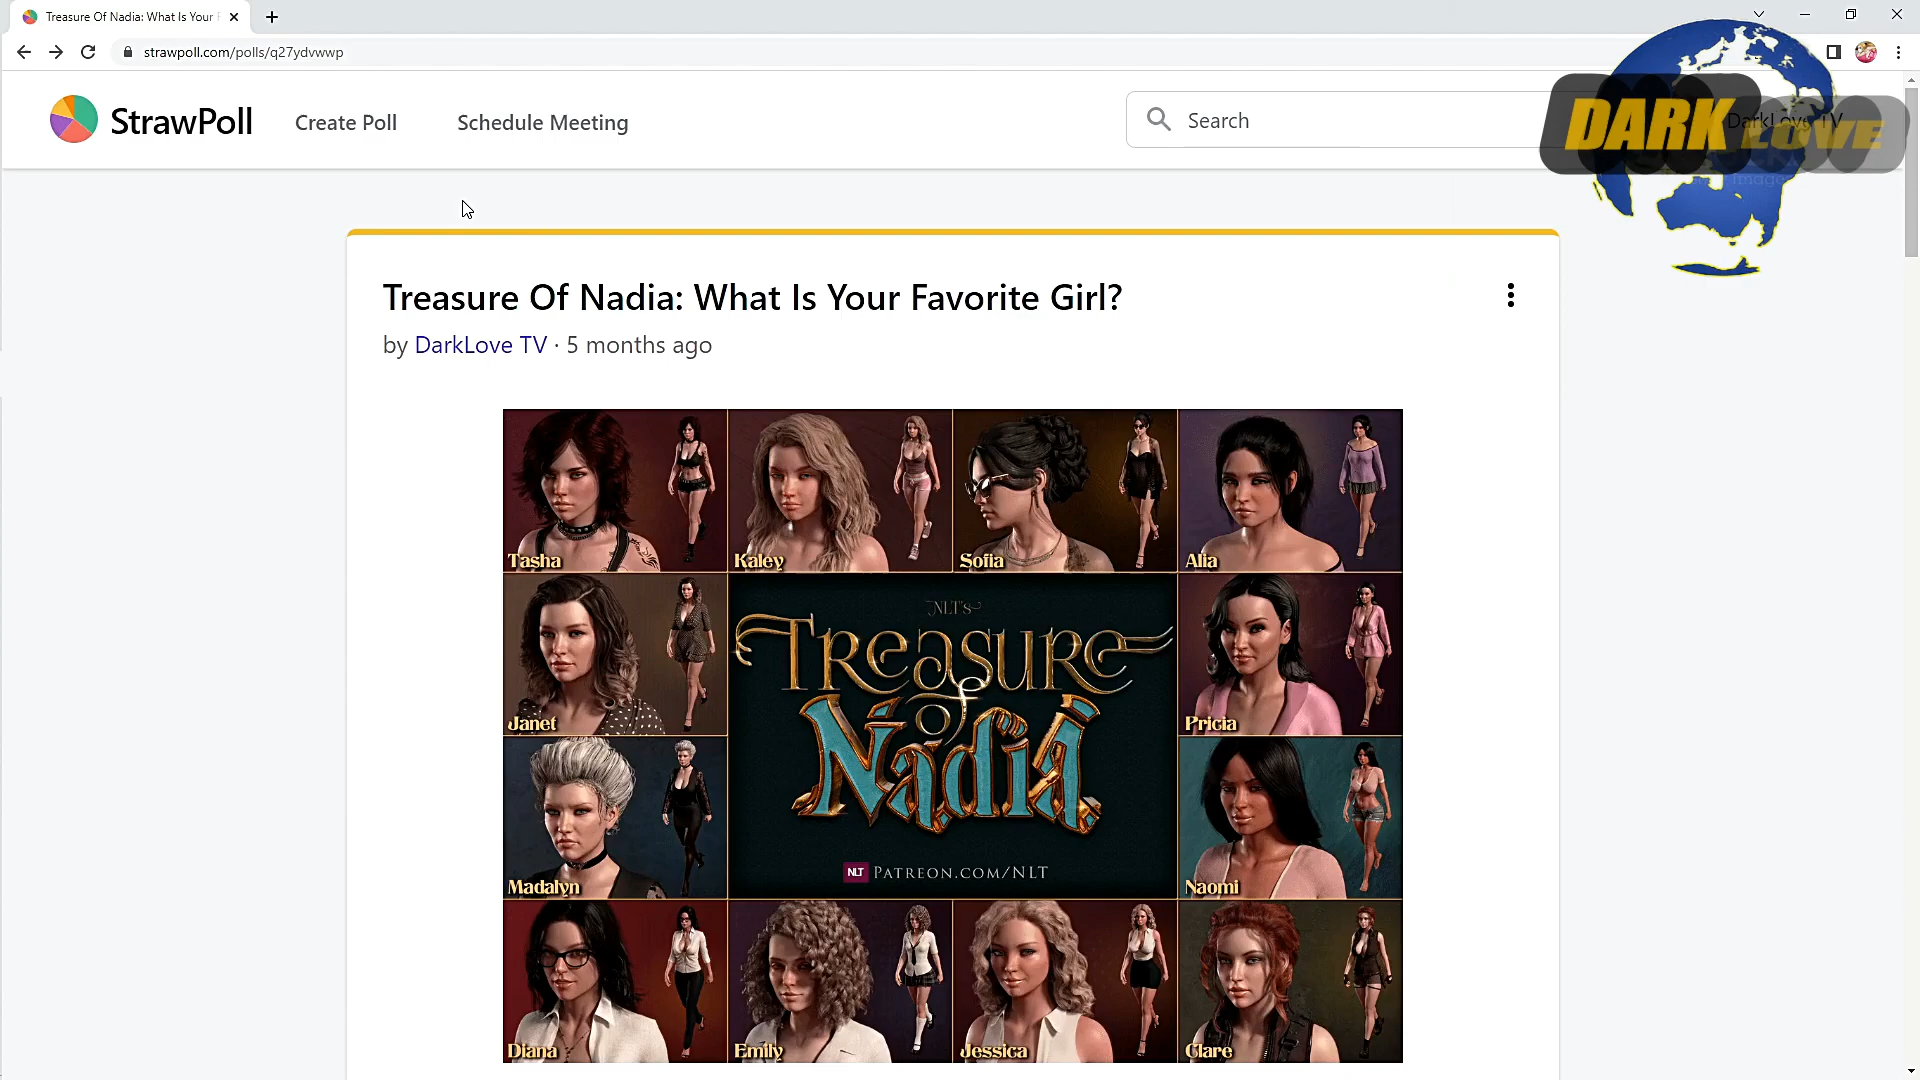 Treasure Of Nadia: What Is Your F
strawpoll.com/polls/q27ydvwwp
StrawPoll
Create Poll
Schedule Meeting
Search
DARK LOVE
DarkLove TV
Treasure Of Nadia: What Is Your Favorite Girl?
by DarkLove TV · 5 months ago
Tasha
Kaley
Sofia
Alia
Janet
NLT's
Treasure
of
Nadia
Pricia
Madalyn
NLT Patreon.com/NLT
Naomi
Diana
Emily
Jessica
Clare